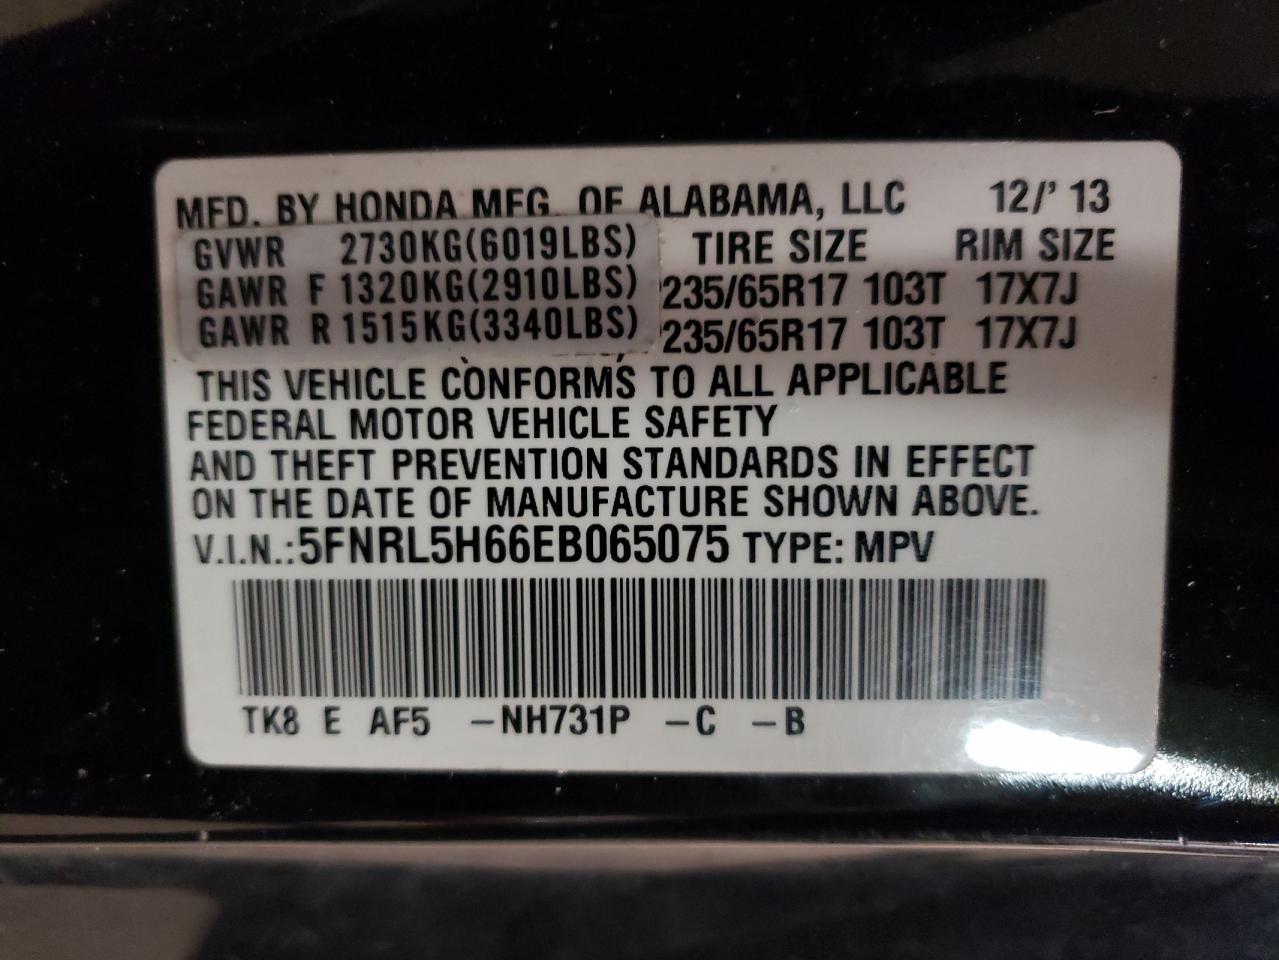 MFD. BY HONDA MFG. OF ALABAMA, LLC 12/' 13
GVWR 2730KG(6019LBS) TIRE SIZE RIM SIZE
GAWR F 1320KG(2910LBS) P235/65R17 103T 17X7J
GAWR R 1515KG(3340LBS) P235/65R17 103T 17X7J
THIS VEHICLE CONFORMS TO ALL APPLICABLE
FEDERAL MOTOR VEHICLE SAFETY
AND THEFT PREVENTION STANDARDS IN EFFECT
ON THE DATE OF MANUFACTURE SHOWN ABOVE.
V.I.N.:5FNRL5H66EB065075 TYPE: MPV
TK8 E AF5 -NH731P -C -B